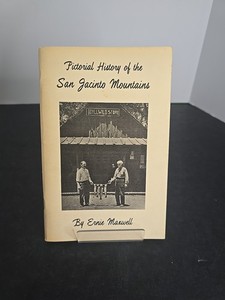 Pictorial History of the
San Jacinto Mountains
By Ernie Maxwell